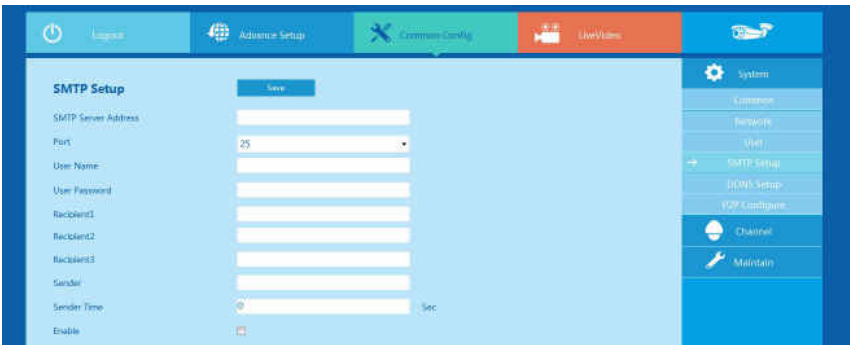 Logout
Advance Setup
Common Config
LiveVideo
SMTP Setup
Save
SMTP Server Address
Port
25
User Name
User Password
Recipient1
Recipient2
Recipient3
Sender
Sender Time
0
Sec
Enable
System
Common
Network
User
SMTP Setup
DDNS Setup
P2P Configure
Channel
Maintain